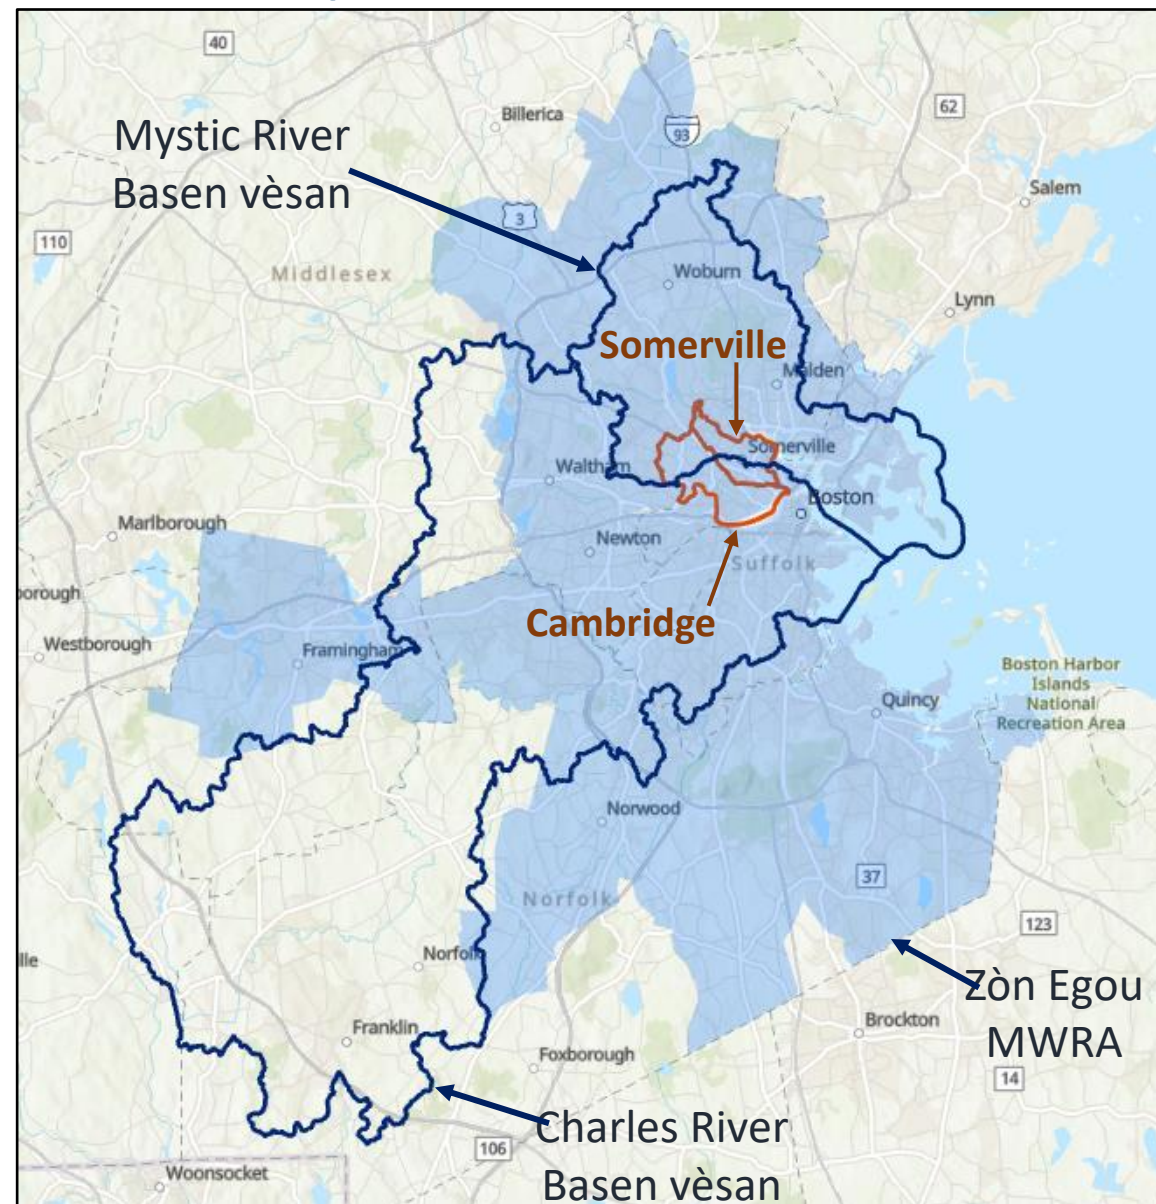 40
Billerica
62
93
Mystic River
Basen vèsan
Salem
3
110
Middlesex
Woburn
Lynn
Somerville
Malden
Somerville
Waltham
Boston
Marlborough
Newton
Suffolk
borough
Cambridge
Westborough
Framingham
Boston Harbor
Islands
National
Recreation Area
Quincy
Norwood
37
Norfolk
123
Norfolk
lle
Zòn Egou
MWRA
Brockton
Franklin
Foxborough
14
Charles River
Basen vèsan
106
Woonsocket